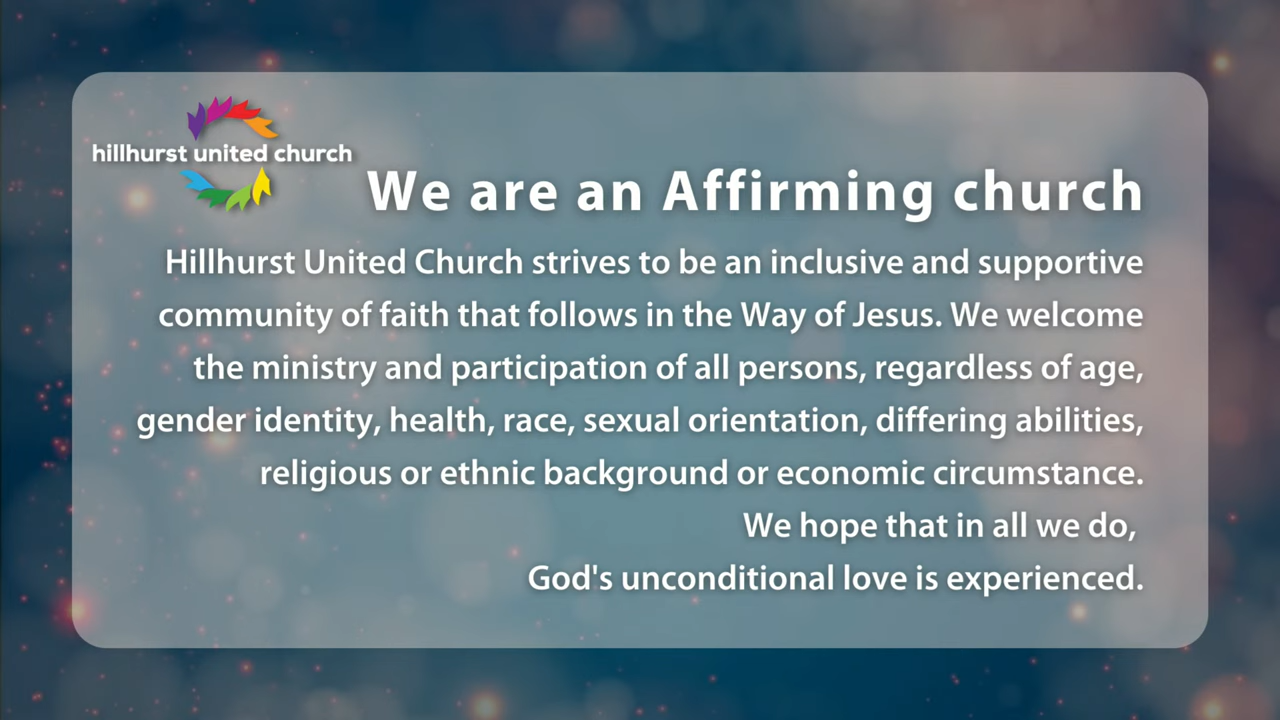 hillhurst united church
We are an Affirming church
Hillhurst United Church strives to be an inclusive and supportive
community of faith that follows in the Way of Jesus. We welcome
the ministry and participation of all persons, regardless of age,
gender identity, health, race, sexual orientation, differing abilities,
religious or ethnic background or economic circumstance.
We hope that in all we do,
God's unconditional love is experienced.